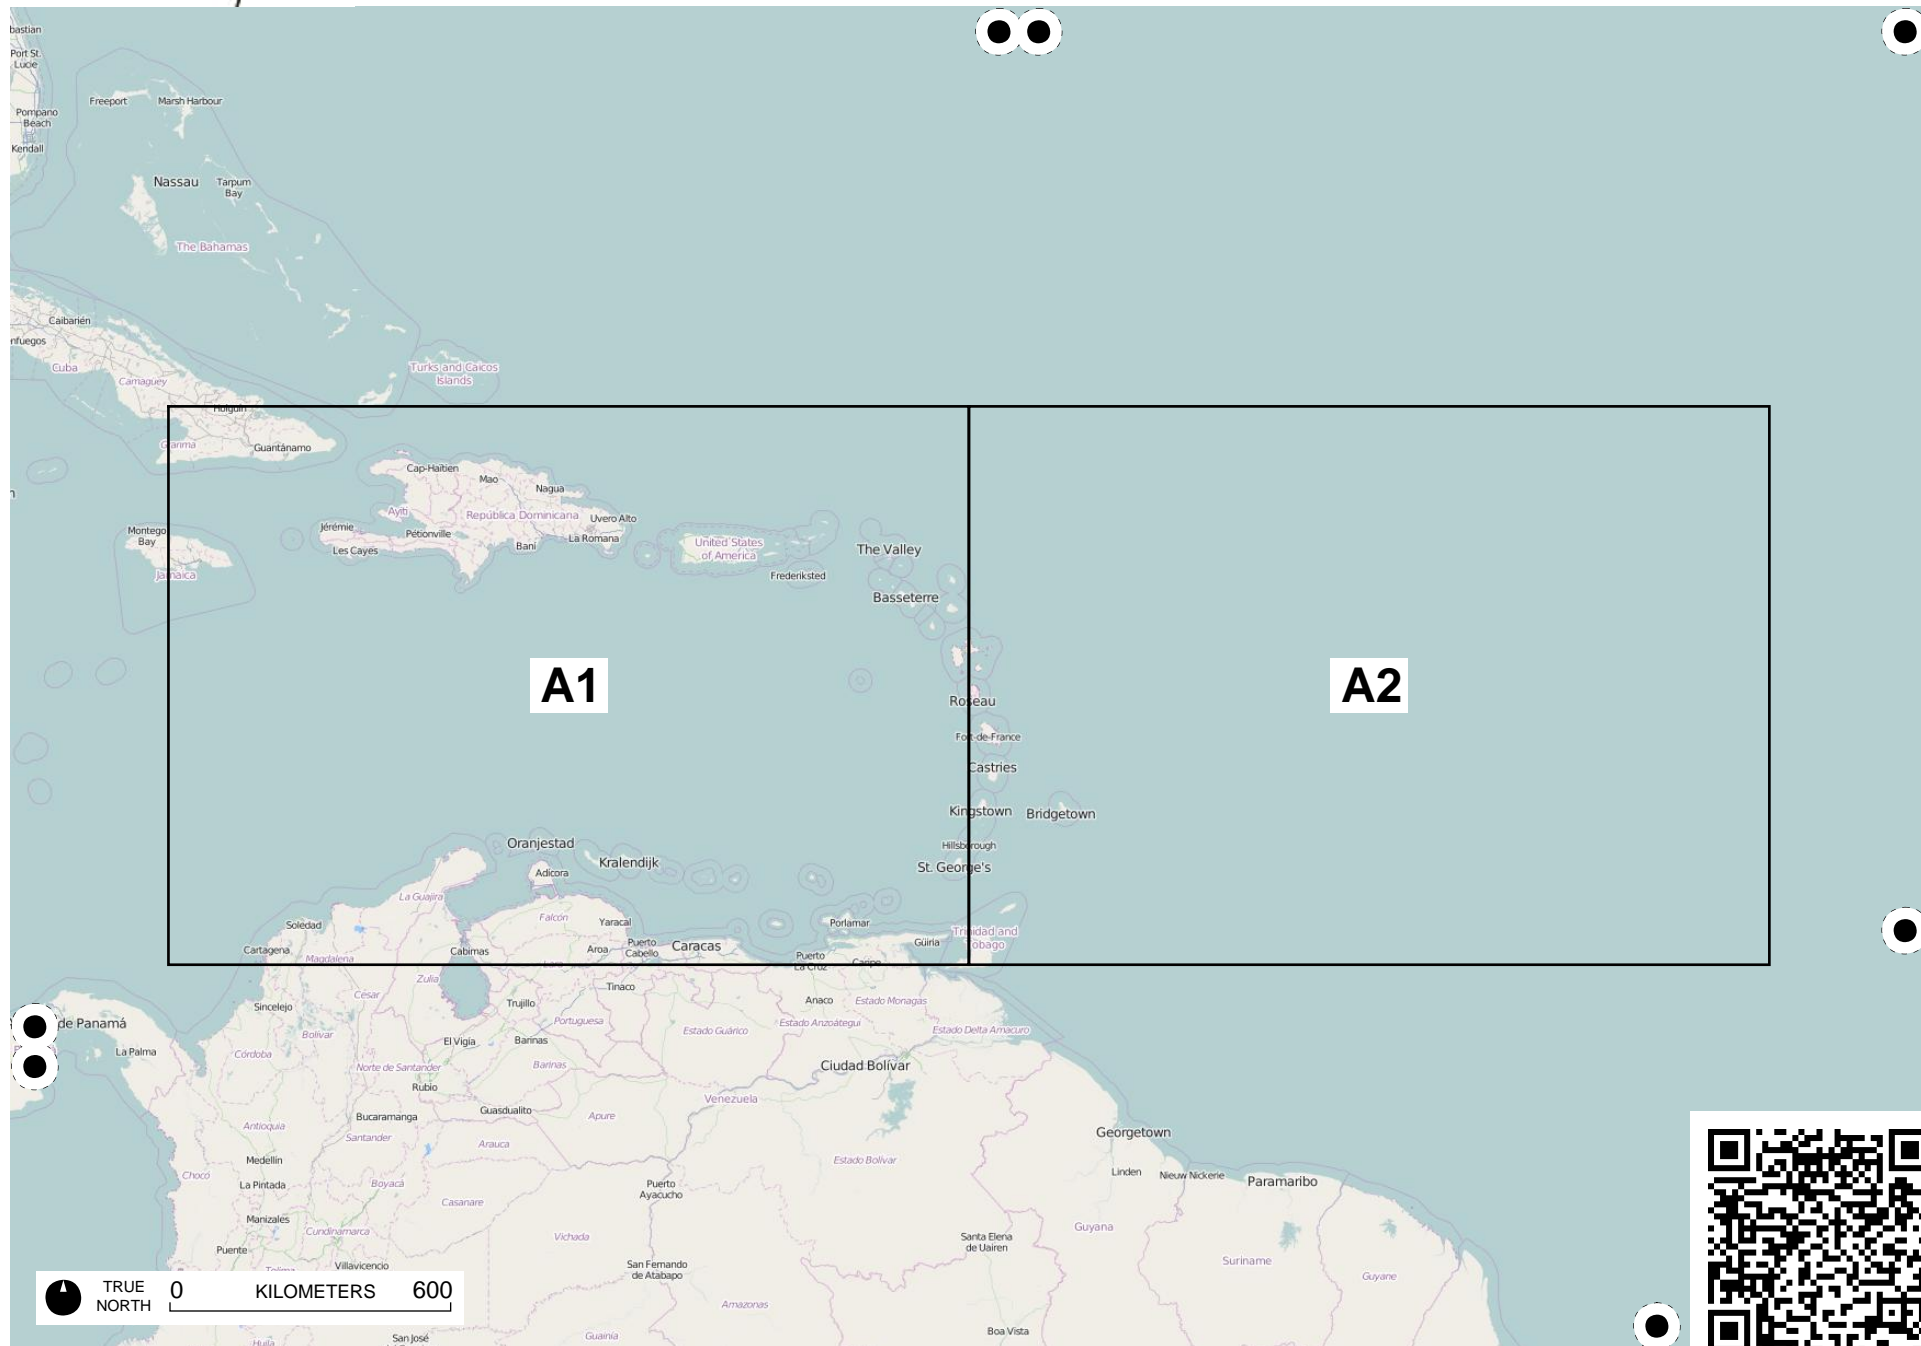 bastian
Port St.
Lucie
Freeport
Marsh Harbour
Pompano
Beach
Kendall
Nassau
Tarpum
Bay
The Bahamas
Caibarién
nfuegos
Cuba
Camagüey
Turks and Caicos
Islands
Holguín
Granma
Guantánamo
Cap-Haïtien
Mao
Nagua
Ayiti
República Dominicana
Uvero Alto
Montego
Bay
Jérémie
Pétionville
La Romana
Les Cayes
Baní
United States
of America
The Valley
Jamaica
Frederiksted
Basseterre
A1
A2
Roseau
Fort-de-France
Castries
Kingstown
Bridgetown
Oranjestad
Hillsborough
Kralendijk
St. George's
Adicora
La Guajira
Falcón
Yaracal
Soledad
Porlamar
Trinidad and
Tobago
Cartagena
Magdalena
Cabimas
Aroa
Puerto
Cabello
Caracas
Güiria
Puerto
La Cruz
Caripe
Lara
Zulia
Tinaco
Cesar
Sincelejo
Trujillo
Anaco
Estado Monagas
de Panamá
Portuguesa
Estado Guárico
Estado Anzoátegui
Estado Delta Amacuro
Bolívar
La Palma
El Vigía
Barinas
Córdoba
Norte de Santander
Barinas
Ciudad Bolívar
Rubio
Venezuela
Bucaramanga
Guasdualito
Apure
Antioquia
Santander
Arauca
Georgetown
Medellín
Estado Bolívar
Chocó
La Pintada
Boyacá
Puerto
Ayacucho
Linden
Nieuw Nickerie
Paramaribo
Casanare
Manizales
Cundinamarca
Vichada
Guyana
Puente
Santa Elena
de Uairen
Villavicencio
San Fernando
de Atabapo
Suriname
Guyane
Tolima
TRUE
NORTH
0 KILOMETERS 600
Amazonas
Boa Vista
Huila
San José
Guainía